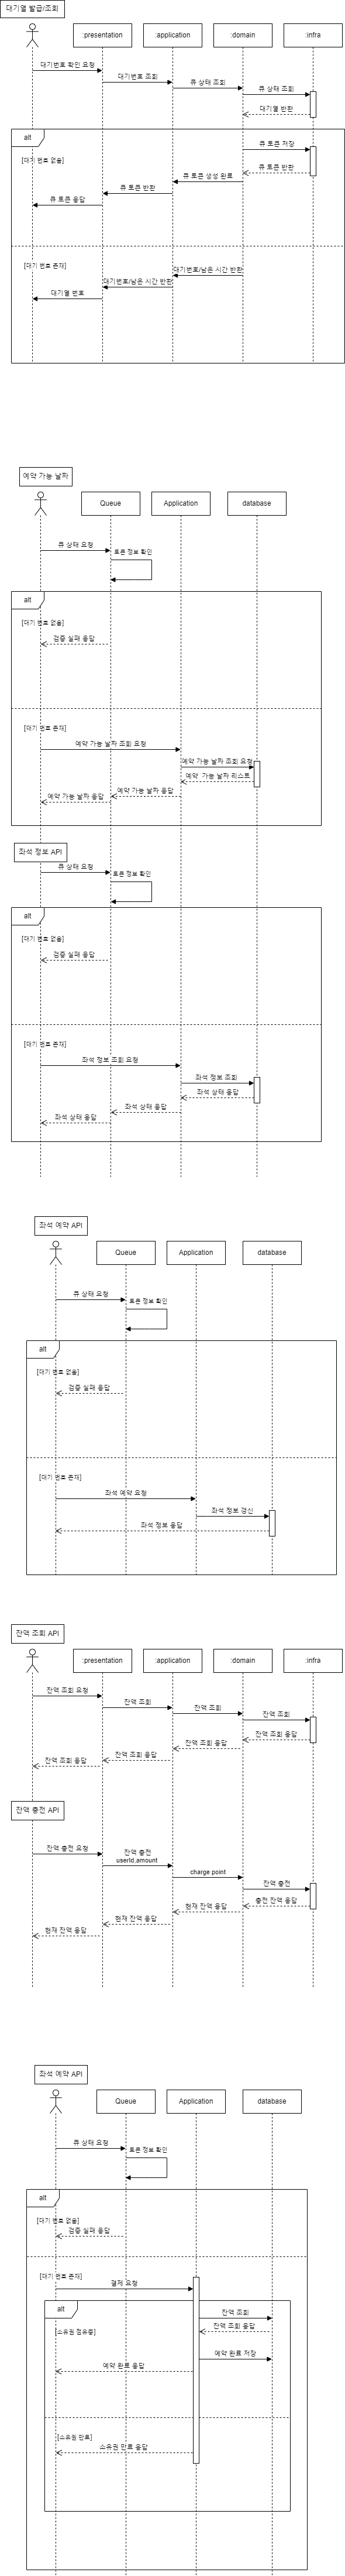 대기열 발급/조회
:presentation
:application
:domain
:infra
대기번호 확인 요청
대기번호 조회
큐 상태 조회
큐 상태 조회
대기열 반환
alt
큐 토큰 저장
[대기 번호 없음]
큐 토큰 반환
큐 토큰 생성 완료
큐 토큰 반환
큐 토큰 응답
[대기 번호 존재]
대기번호/남은 시간 반환
대기번호/남은 시간 반환
대기열 번호
예약 가능 날짜
Queue
Application
database
큐 상태 요청
토큰 정보 확인
alt
[대기 번호 없음]
검증 실패 응답
[대기 번호 존재]
예약 가능 날짜 조회 요청
예약 가능 날짜 조회 요청
예약 가능 날짜 리스트
예약 가능 날짜 응답
예약 가능 날짜 응답
좌석 정보 API
큐 상태 요청
토큰 정보 확인
alt
[대기 번호 없음]
검증 실패 응답
[대기 번호 존재]
좌석 정보 조회 요청
좌석 정보 조회
좌석 상태 응답
좌석 상태 응답
좌석 상태 응답
좌석 예약 API
Queue
Application
database
큐 상태 요청
토큰 정보 확인
alt
[대기 번호 없음]
검증 실패 응답
[대기 번호 존재]
좌석 예약 요청
좌석 정보 갱신
좌석 정보 응답
잔액 조회 API
:presentation
:application
:domain
:infra
잔액 조회 요청
잔액 조회
잔액 조회
잔액 조회
잔액 조회 응답
잔액 조회 응답
잔액 조회 응답
잔액 조회 응답
잔액 충전 API
잔액 충전 요청
잔액 충전
userId,amount
charge point
잔액 충전
충전 잔액 응답
현재 잔액 응답
현재 잔액 응답
현재 잔액 응답
좌석 예약 API
Queue
Application
database
큐 상태 요청
토큰 정보 확인
alt
[대기 번호 없음]
검증 실패 응답
[대기 번호 존재]
결제 요청
alt
잔액 조회
잔액 조회 응답
[소유권 점유중]
예약 완료 저장
예약 완료 응답
[소유권 만료]
소유권 만료 응답